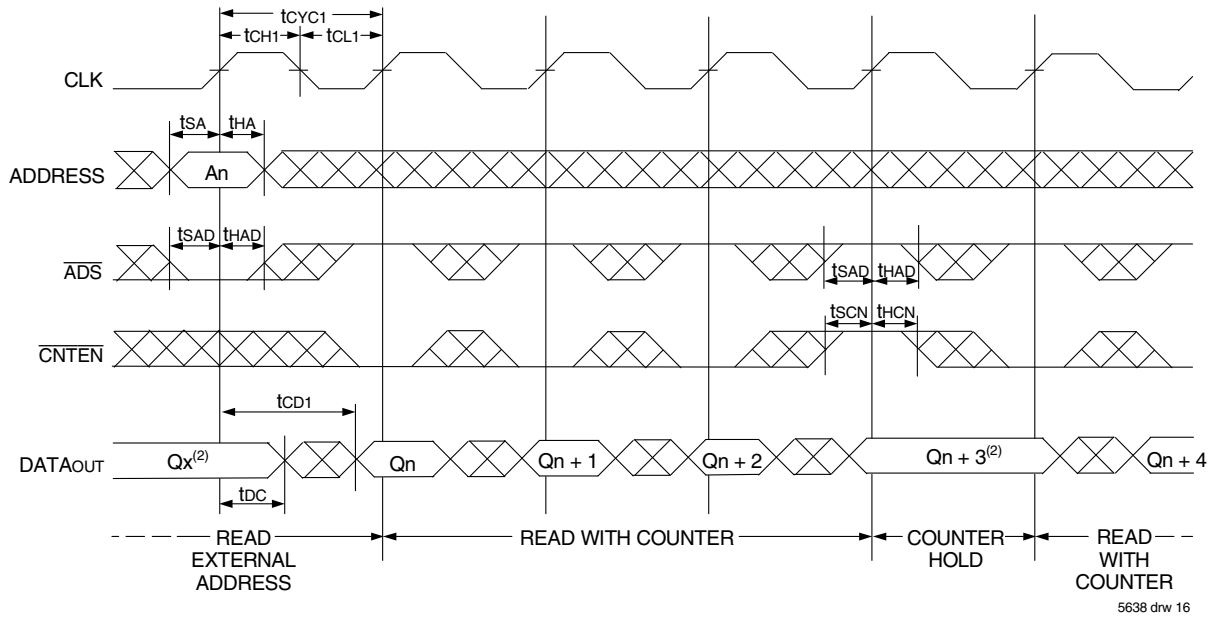 tCYC1
tCH1 tCL1
CLK
tSA tHA
ADDRESS An
tSAD tHAD
ADS tSAD tHAD
tSCN tHCN
CNTEN
tCD1
DATAOUT Qx(2) Qn Qn + 1 Qn + 2 Qn + 3(2) Qn + 4
tDC
READ EXTERNAL ADDRESS
READ WITH COUNTER
COUNTER HOLD
READ WITH COUNTER
5638 drw 16